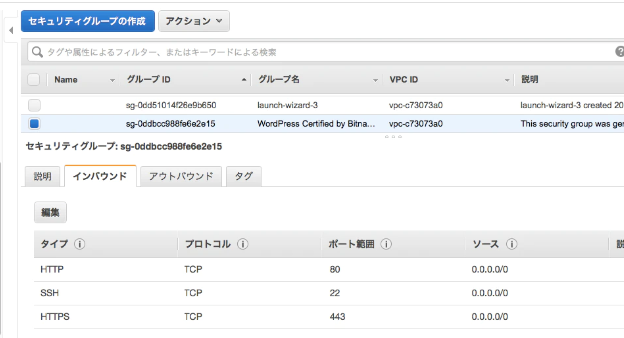 セキュリティグループの作成 アクション
タグや属性によるフィルター、またはキーワードによる検索
Name グループ ID グループ名 VPC ID 説明
sg-0dd51014f26e9b650 launch-wizard-3 vpc-c73073a0 launch-wizard-3 created 20
sg-0ddbcc988fe6e2e15 WordPress Certified by Bitna... vpc-c73073a0 This security group was ger
セキュリティグループ: sg-0ddbcc988fe6e2e15
説明 インバウンド アウトバウンド タグ
編集
タイプ プロトコル ポート範囲 ソース
HTTP TCP 80 0.0.0.0/0
SSH TCP 22 0.0.0.0/0
HTTPS TCP 443 0.0.0.0/0